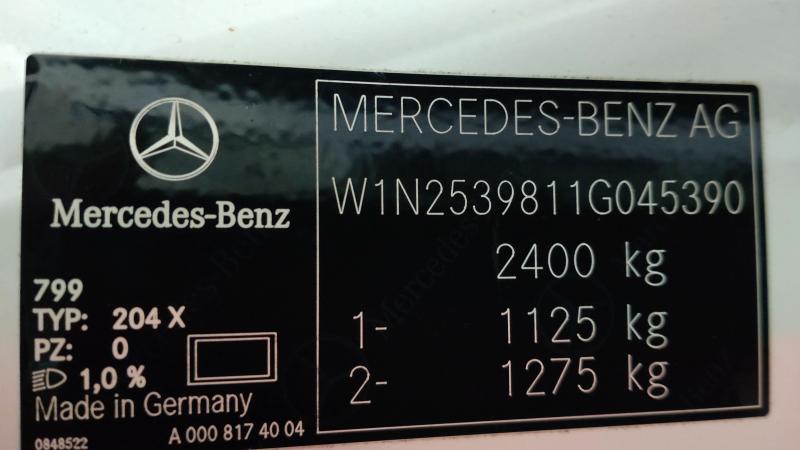 Mercedes-Benz
799
TYP: 204 X
PZ: 0
1,0 %
Made in Germany
0848522 A 000 817 40 04
MERCEDES-BENZ AG
W1N2539811G045390
2400 kg
1- 1125 kg
2- 1275 kg